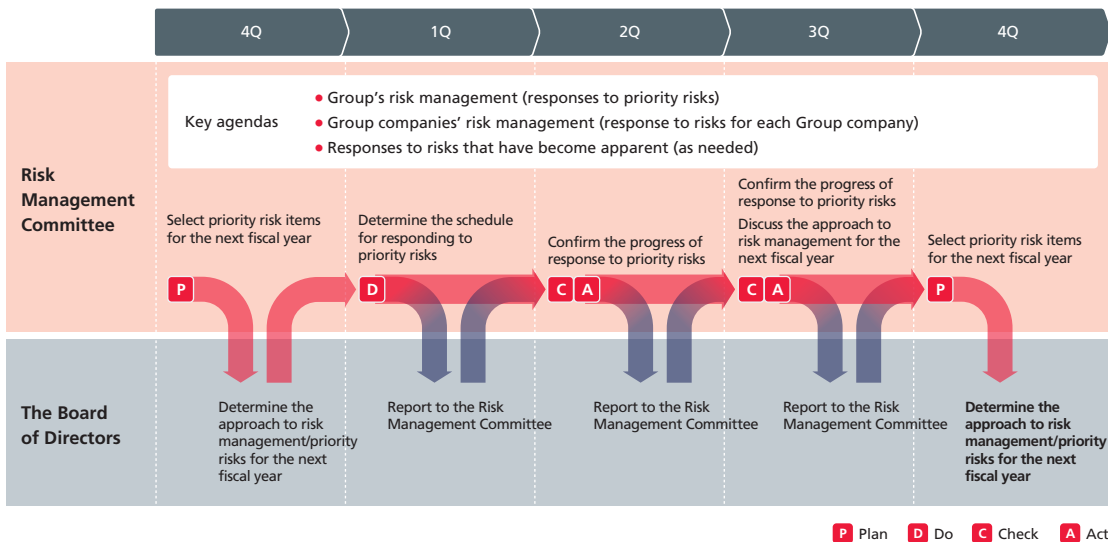 4Q
1Q
2Q
3Q
4Q
Risk
Management
Committee
Key agendas
• Group's risk management (responses to priority risks)
• Group companies' risk management (response to risks for each Group company)
• Responses to risks that have become apparent (as needed)
Select priority risk items
for the next fiscal year
Determine the schedule
for responding to
priority risks
Confirm the progress of
response to priority risks
Confirm the progress of
response to priority risks
Discuss the approach to
risk management for the
next fiscal year
Select priority risk items
for the next fiscal year
P
D
C A
C A
P
The Board
of Directors
Determine the
approach to risk
management/priority
risks for the next
fiscal year
Report to the Risk
Management Committee
Report to the Risk
Management Committee
Report to the Risk
Management Committee
Determine the
approach to risk
management/priority
risks for the next
fiscal year
P Plan D Do C Check A Act